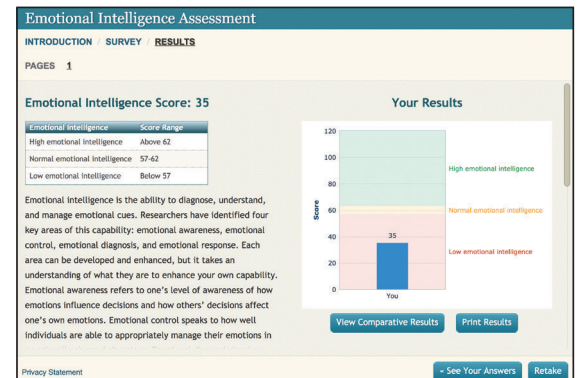 Emotional Intelligence Assessment
INTRODUCTION / SURVEY / RESULTS
PAGES 1
Emotional Intelligence Score: 35
Emotional Intelligence Score Range
High emotional intelligence Above 62
Normal emotional intelligence 57-62
Low emotional intelligence Below 57
Emotional intelligence is the ability to diagnose, understand,
and manage emotional cues. Researchers have identified four
key areas of this capability: emotional awareness, emotional
control, emotional diagnosis, and emotional response. Each
area can be developed and enhanced, but it takes an
understanding of what they are to enhance your own capability.
Emotional awareness refers to one's level of awareness of how
emotions influence decisions and how others' decisions affect
one's own emotions. Emotional control speaks to how well
individuals are able to appropriately manage their emotions in
Your Results
120
100
80
60
40
20
0
Score
35
You
High emotional intelligence
Normal emotional intelligence
Low emotional intelligence
View Comparative Results
Print Results
Privacy Statement
« See Your Answers
Retake